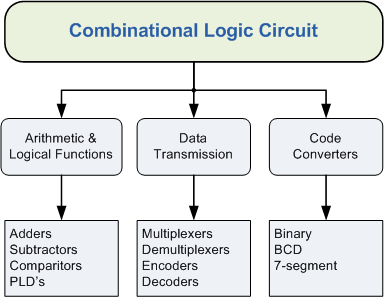 Combinational Logic Circuit
Arithmetic &
Logical Functions
Data
Transmission
Code
Converters
Adders
Subtractors
Comparitors
PLD's
Multiplexers
Demultiplexers
Encoders
Decoders
Binary
BCD
7-segment